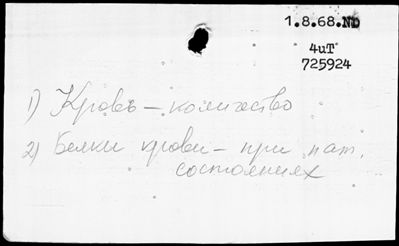 1.8.68.ND
4uT
725924
1) Кровь – количество
2) Белки крови – при пат.
состояниях